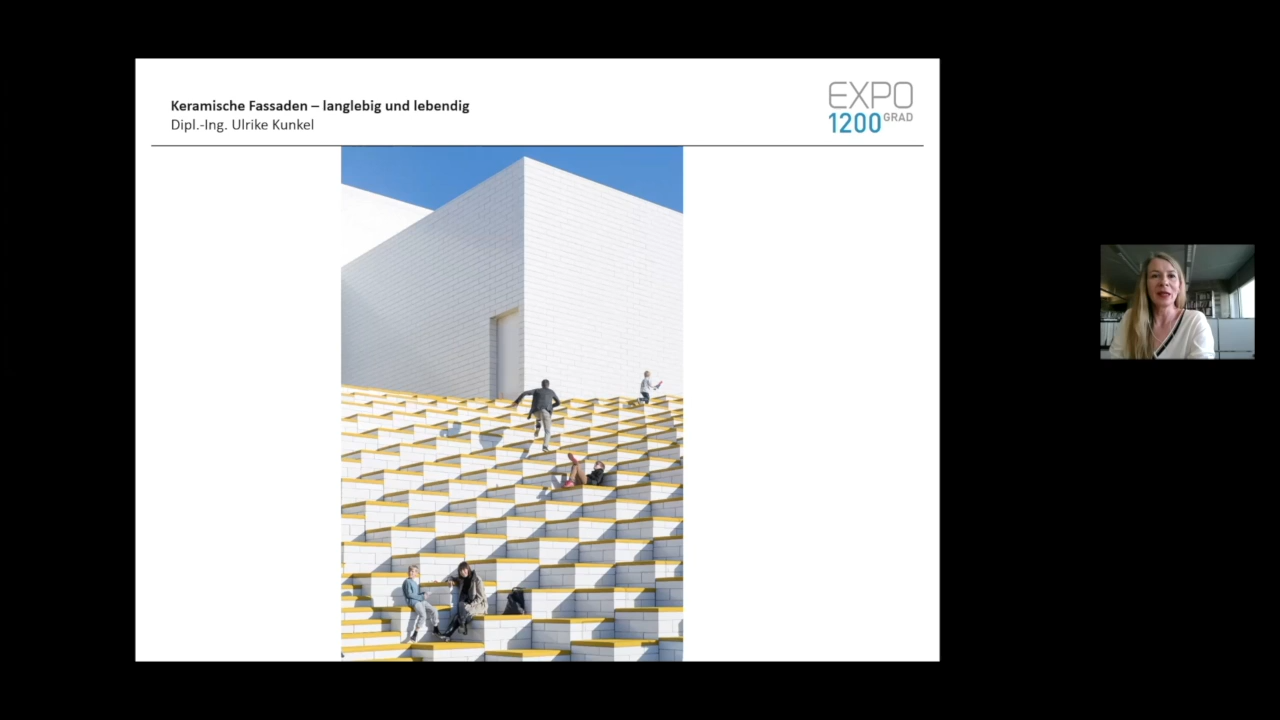 Keramische Fassaden – langlebig und lebendig
Dipl.-Ing. Ulrike Kunkel
EXPO
1200 GRAD